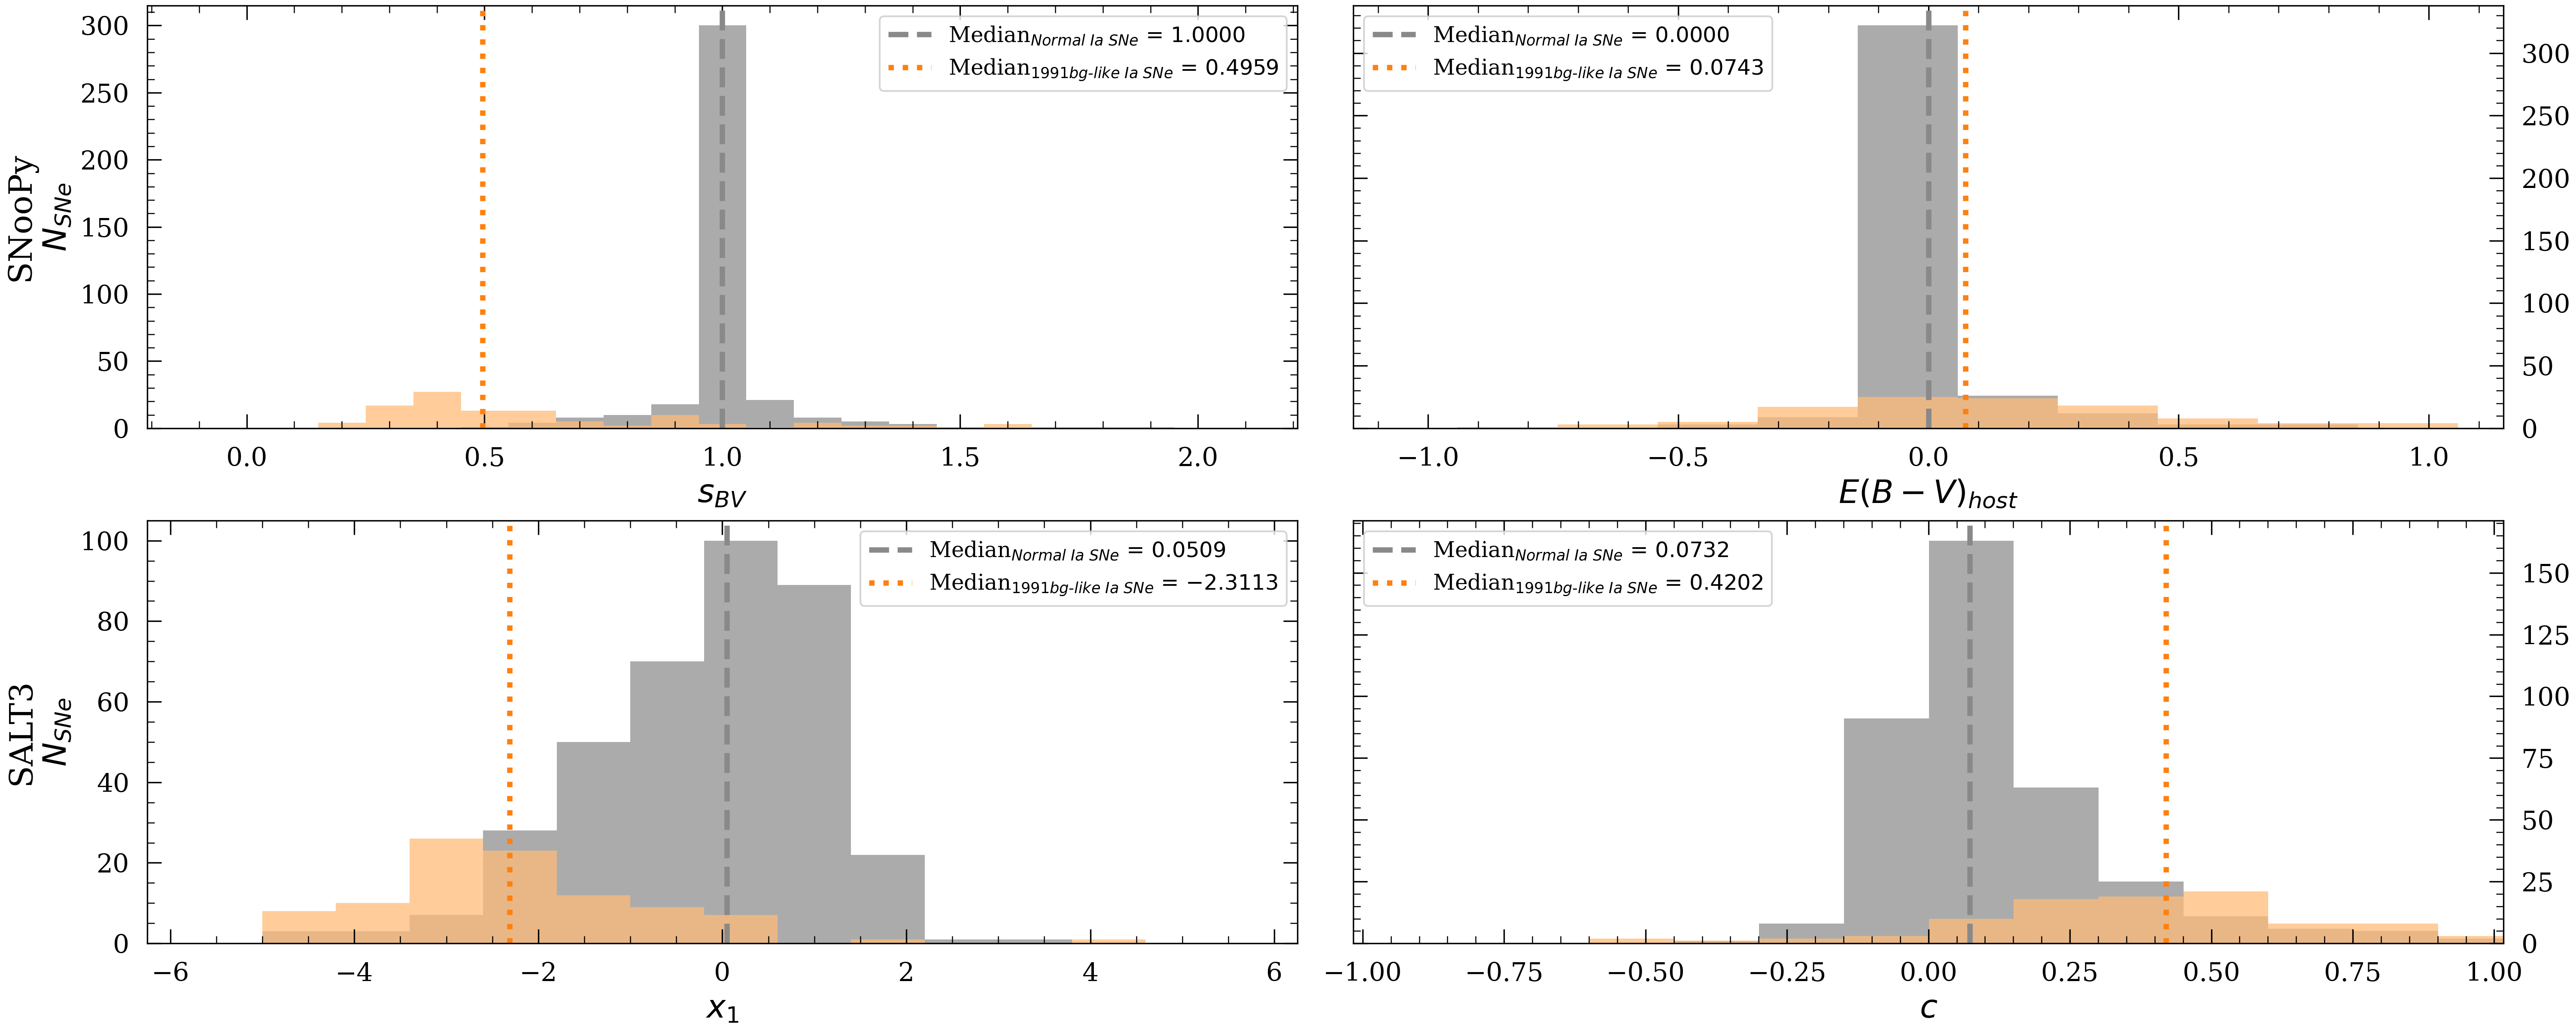 SNooPy
N_SNe
300
250
200
150
100
50
0
Median_Normal Ia SNe = 1.0000
Median_1991bg-like Ia SNe = 0.4959
0.0 0.5 1.0 1.5 2.0
s_BV
Median_Normal Ia SNe = 0.0000
Median_1991bg-like Ia SNe = 0.0743
300
250
200
150
100
50
0
−1.0 −0.5 0.0 0.5 1.0
E(B − V)_host
SALT3
N_SNe
100
80
60
40
20
0
Median_Normal Ia SNe = 0.0509
Median_1991bg-like Ia SNe = −2.3113
−6 −4 −2 0 2 4 6
x_1
Median_Normal Ia SNe = 0.0732
Median_1991bg-like Ia SNe = 0.4202
150
125
100
75
50
25
0
−1.00 −0.75 −0.50 −0.25 0.00 0.25 0.50 0.75 1.00
c